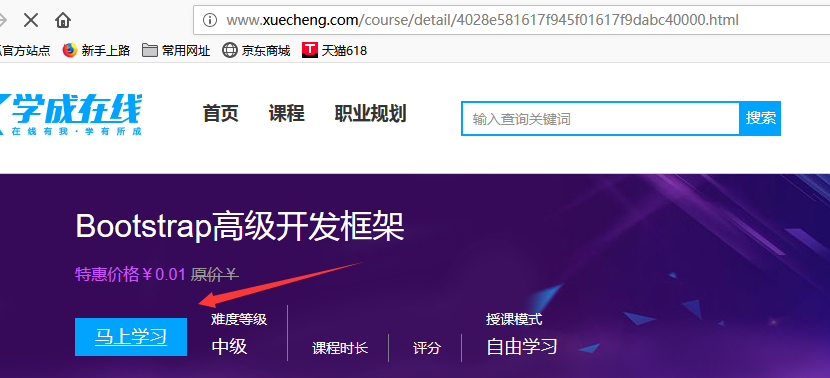 www.xuecheng.com/course/detail/4028e581617f945f01617f9dabc40000.html
官方站点 新手上路 常用网址 京东商城 天猫618
学成在线 首页 课程 职业规划 输入查询关键词 搜索
在线有我·学有所成
Bootstrap高级开发框架
特惠价格￥0.01 原价￥
马上学习 难度等级 授课模式
中级 课程时长 评分 自由学习